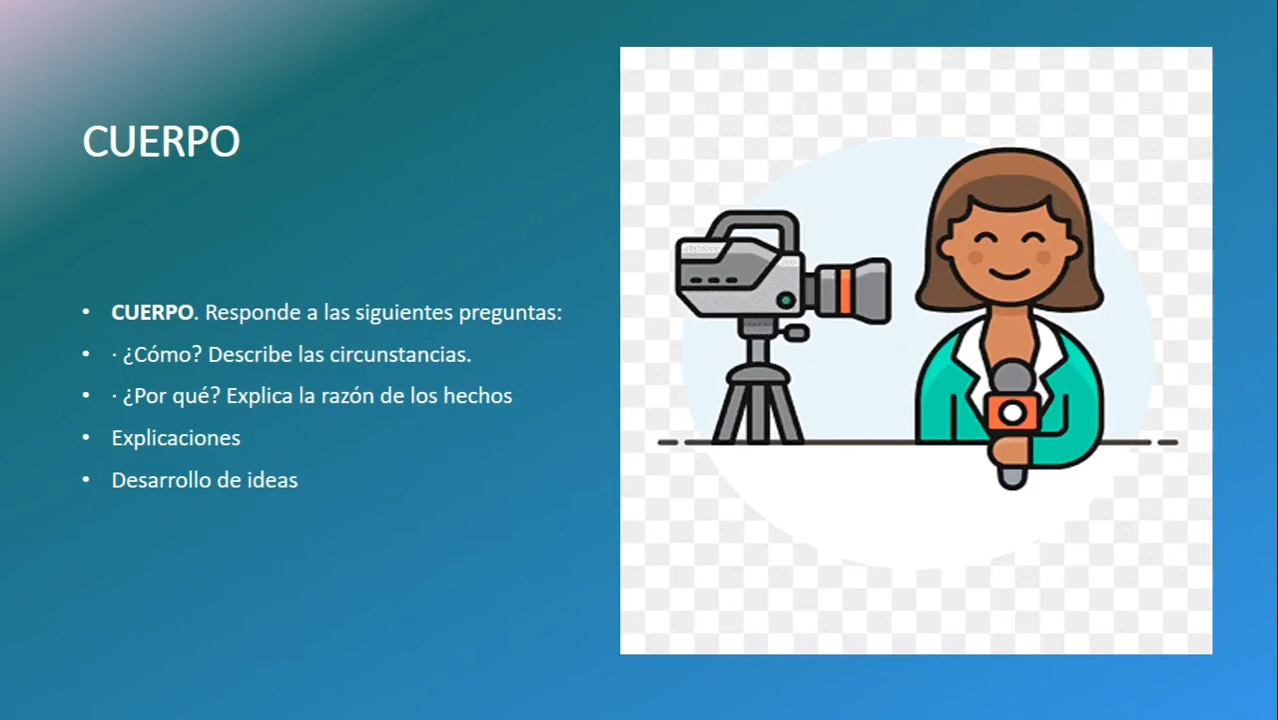 CUERPO
• CUERPO. Responde a las siguientes preguntas:
• · ¿Cómo? Describe las circunstancias.
• · ¿Por qué? Explica la razón de los hechos
• Explicaciones
• Desarrollo de ideas